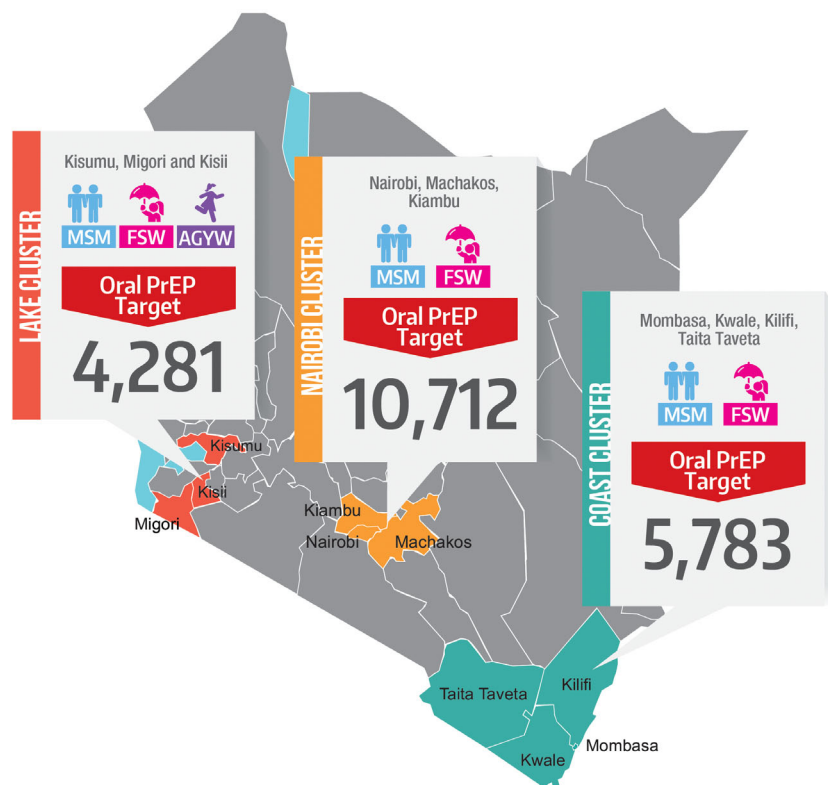 LAKE CLUSTER
Kisumu, Migori and Kisii
MSM FSW AGYW
Oral PrEP
Target
4,281
NAIROBI CLUSTER
Nairobi, Machakos,
Kiambu
MSM FSW
Oral PrEP
Target
10,712
COAST CLUSTER
Mombasa, Kwale, Kilifi,
Taita Taveta
MSM FSW
Oral PrEP
Target
5,783
Kisumu
Kisii
Migori
Kiambu
Nairobi
Machakos
Taita Taveta
Kilifi
Mombasa
Kwale